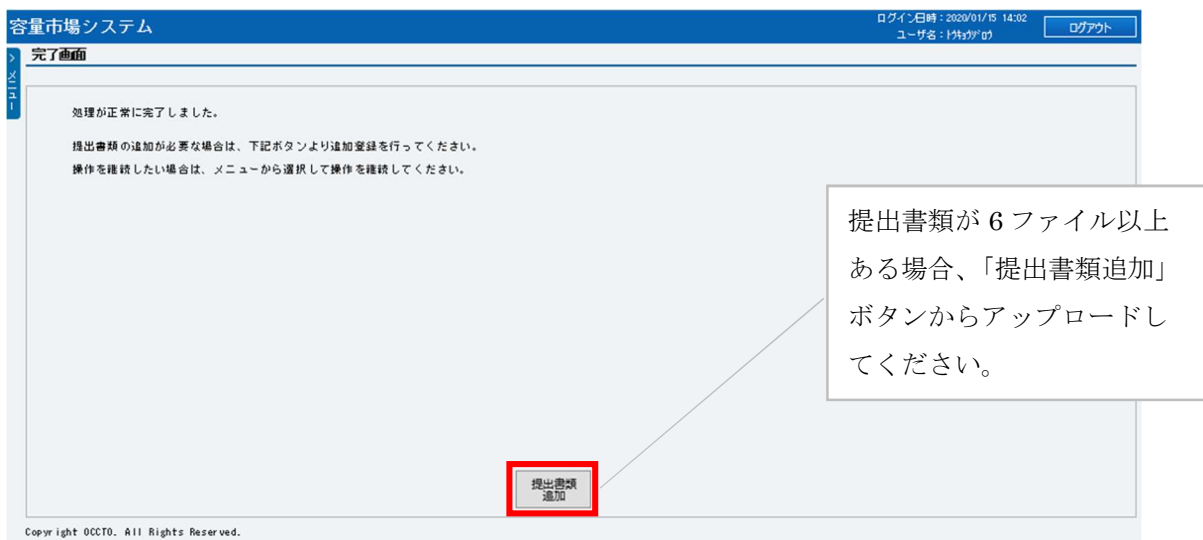 容量市場システム
ログイン日時：2020/01/15 14:02
ユーザ名：ﾄｳｷｮｳｼﾞﾛｳ
ログアウト
> メニュー
完了画面
処理が正常に完了しました。
提出書類の追加が必要な場合は、下記ボタンより追加登録を行ってください。
操作を継続したい場合は、メニューから選択して操作を継続してください。
提出書類が 6 ファイル以上
ある場合、「提出書類追加」
ボタンからアップロードし
てください。
提出書類
追加
Copyright OCCTO. All Rights Reserved.